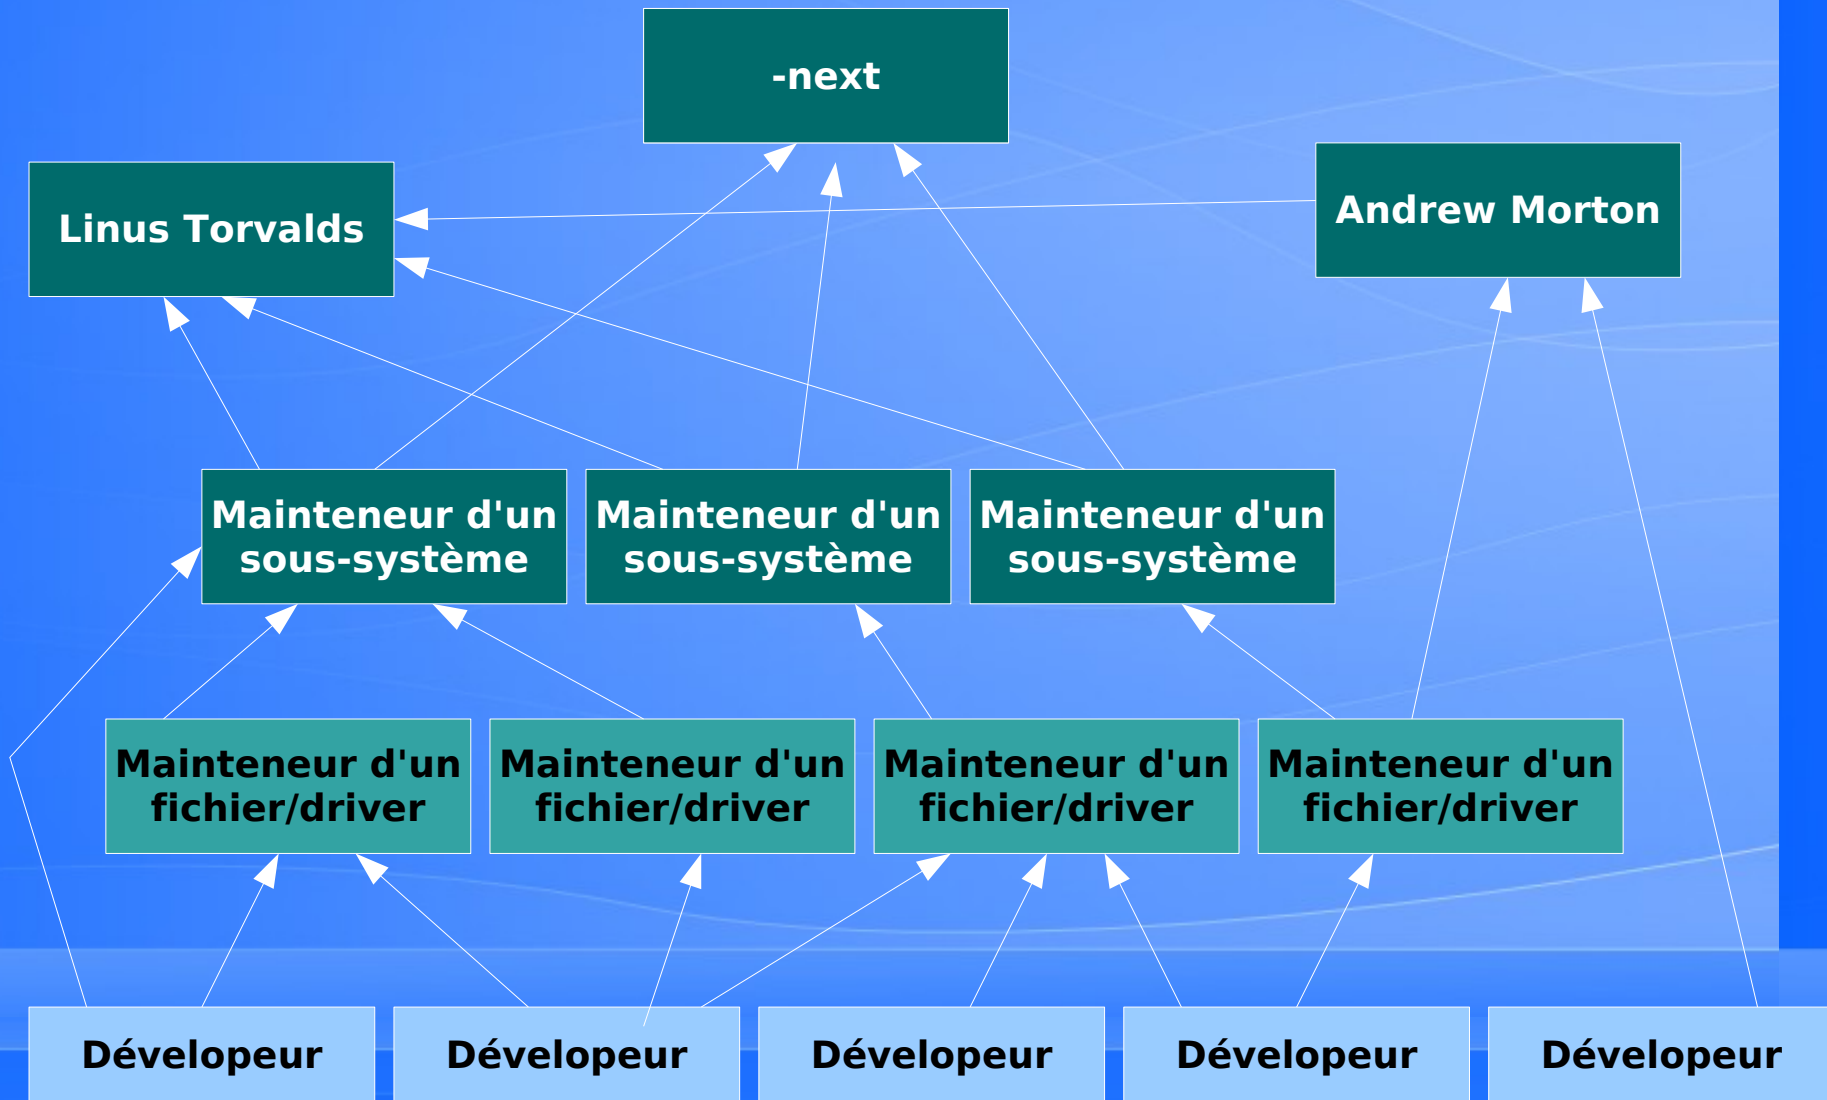 -next
Linus Torvalds
Andrew Morton
Mainteneur d'un
sous-système
Mainteneur d'un
sous-système
Mainteneur d'un
sous-système
Mainteneur d'un
fichier/driver
Mainteneur d'un
fichier/driver
Mainteneur d'un
fichier/driver
Mainteneur d'un
fichier/driver
Dévelopeur
Dévelopeur
Dévelopeur
Dévelopeur
Dévelopeur